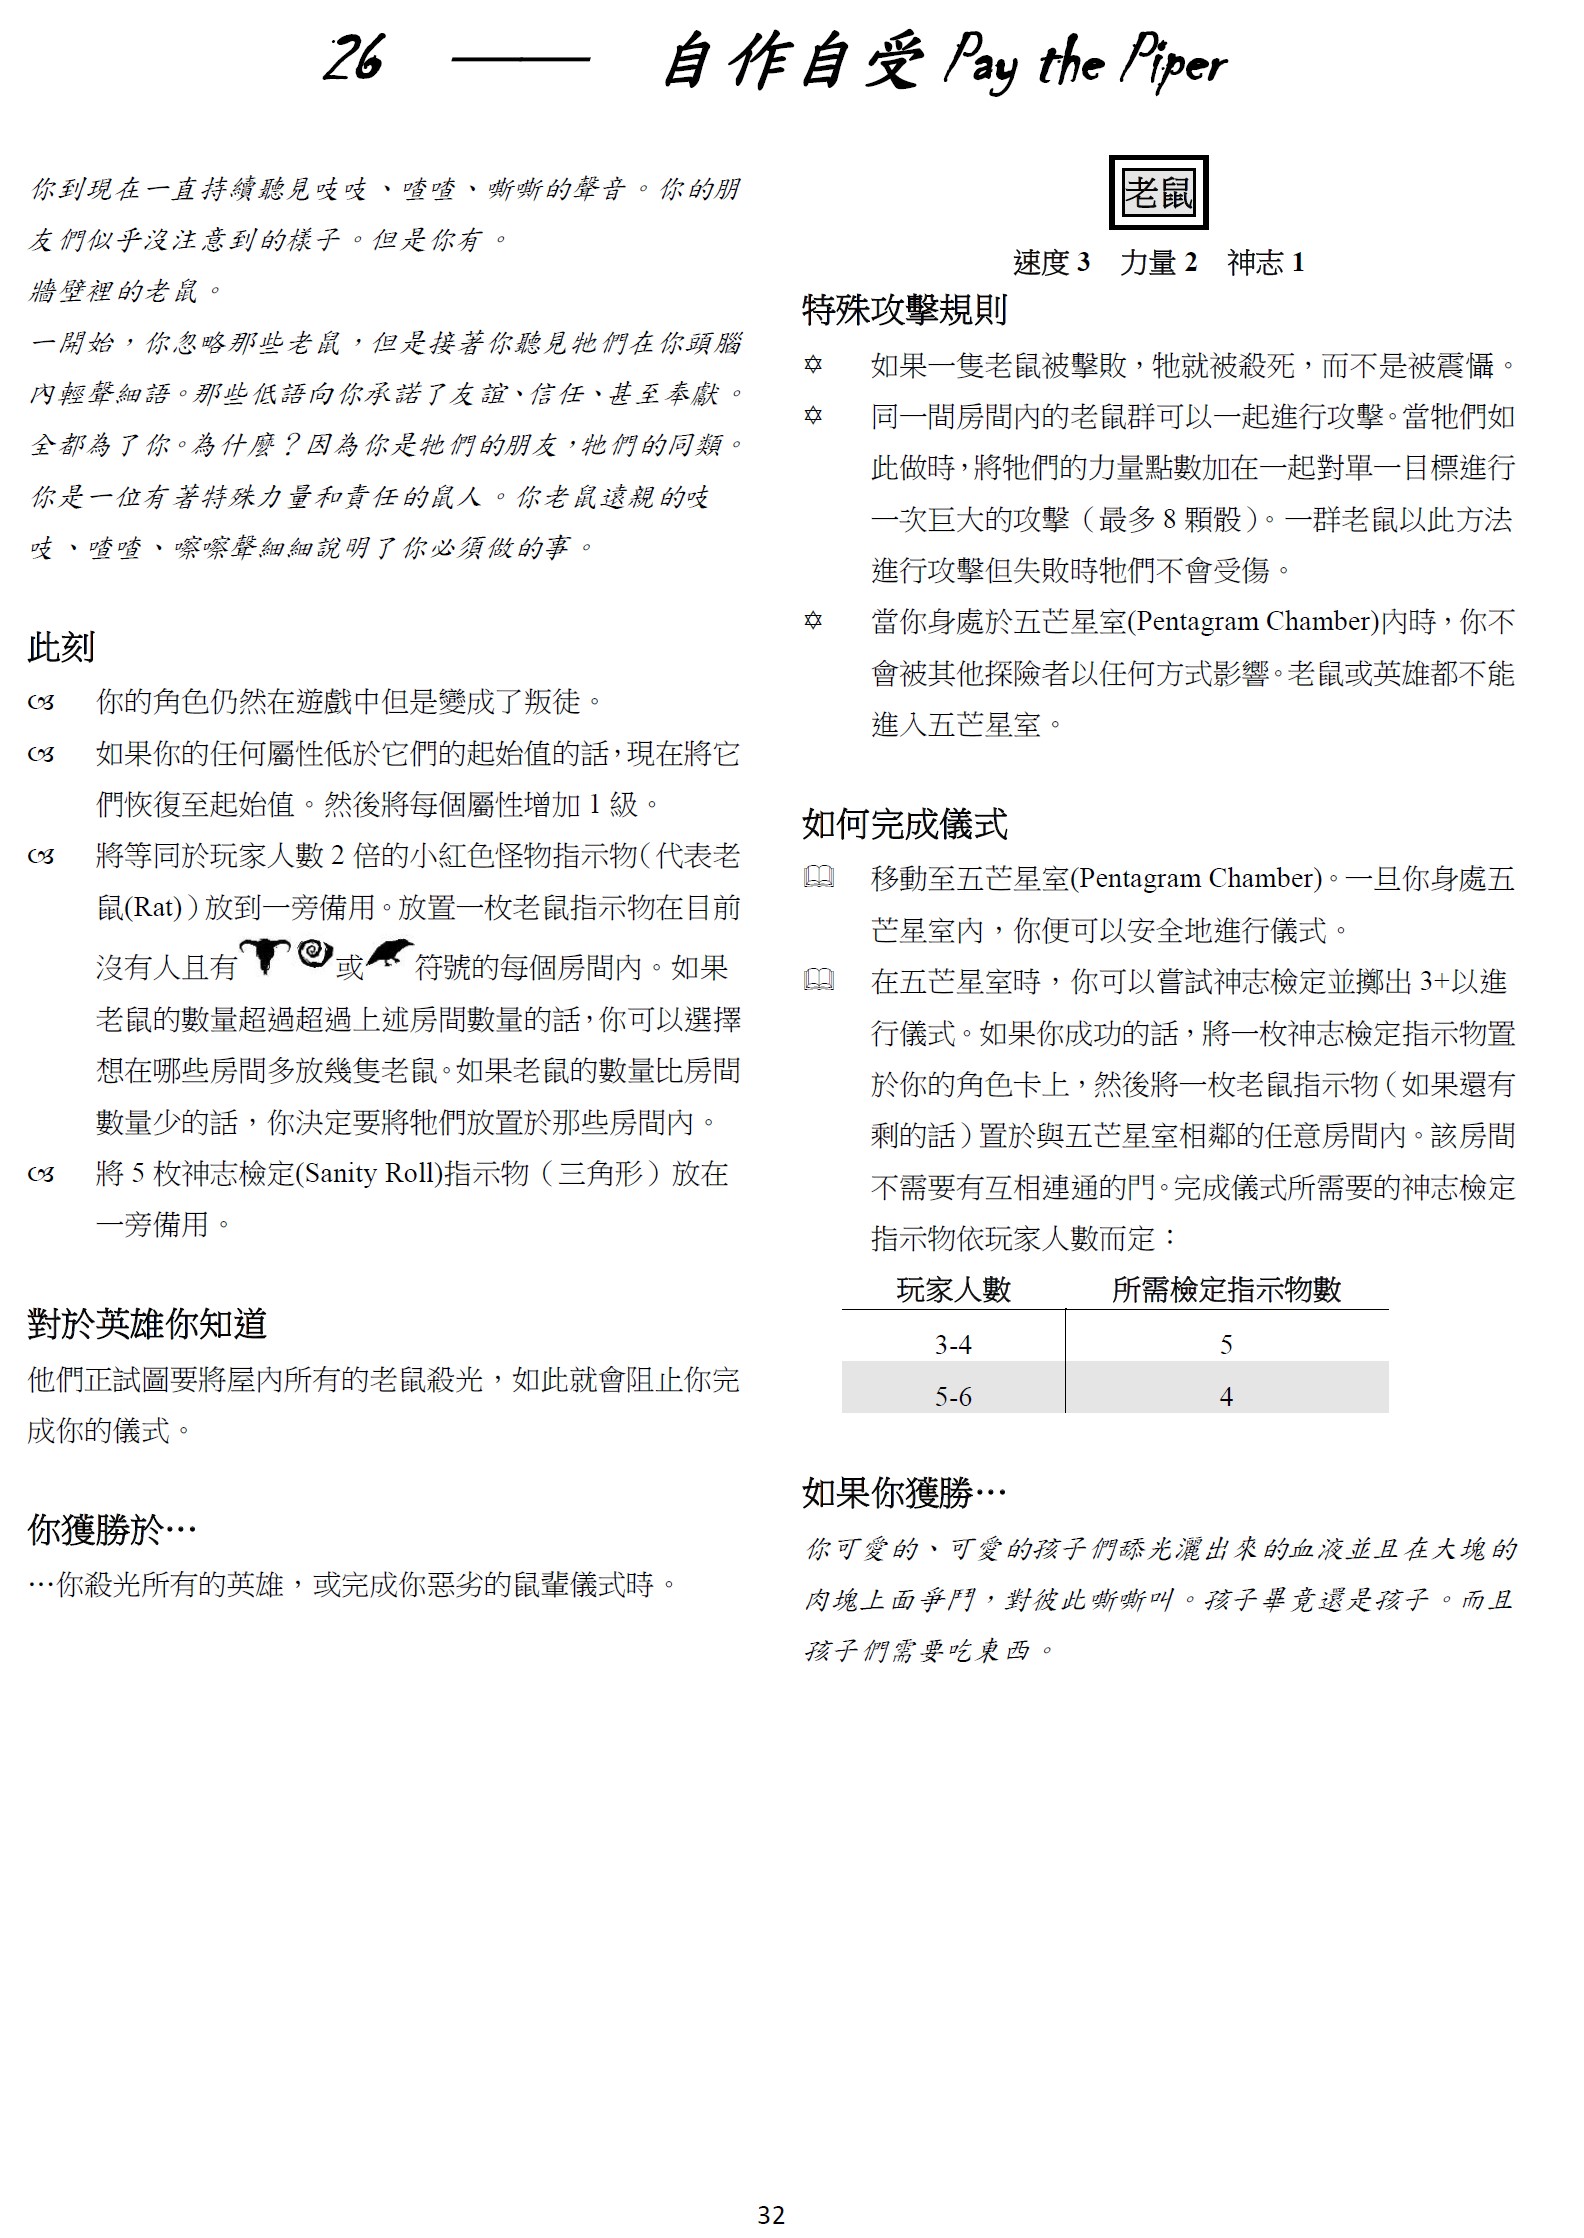 26 —— 自作自受 Pay the Piper
你到現在一直持續聽見吱吱、喳喳、嘶嘶的聲音。你的朋
友們似乎沒注意到的樣子。但是你有。
牆壁裡的老鼠。
一開始，你忽略那些老鼠，但是接著你聽見牠們在你頭腦
內輕聲細語。那些低語向你承諾了友誼、信任、甚至奉獻。
全都為了你。為什麼？因為你是牠們的朋友，牠們的同類。
你是一位有著特殊力量和責任的鼠人。你老鼠遠親的吱
吱、喳喳、嚓嚓聲細細說明了你必須做的事。
此刻
你的角色仍然在遊戲中但是變成了叛徒。
如果你的任何屬性低於它們的起始值的話，現在將它
們恢復至起始值。然後將每個屬性增加 1 級。
將等同於玩家人數 2 倍的小紅色怪物指示物（代表老
鼠(Rat)）放到一旁備用。放置一枚老鼠指示物在目前
沒有人且有或符號的每個房間內。如果
老鼠的數量超過超過上述房間數量的話，你可以選擇
想在哪些房間多放幾隻老鼠。如果老鼠的數量比房間
數量少的話，你決定要將牠們放置於那些房間內。
將 5 枚神志檢定(Sanity Roll)指示物（三角形）放在
一旁備用。
對於英雄你知道
他們正試圖要將屋內所有的老鼠殺光，如此就會阻止你完
成你的儀式。
你獲勝於…
…你殺光所有的英雄，或完成你惡劣的鼠輩儀式時。
老鼠
速度 3 力量 2 神志 1
特殊攻擊規則
✡ 如果一隻老鼠被擊敗，牠就被殺死，而不是被震懾。
✡ 同一間房間內的老鼠群可以一起進行攻擊。當牠們如
此做時，將牠們的力量點數加在一起對單一目標進行
一次巨大的攻擊（最多 8 顆骰）。一群老鼠以此方法
進行攻擊但失敗時牠們不會受傷。
✡ 當你身處於五芒星室(Pentagram Chamber)內時，你不
會被其他探險者以任何方式影響。老鼠或英雄都不能
進入五芒星室。
如何完成儀式
移動至五芒星室(Pentagram Chamber)。一旦你身處五
芒星室內，你便可以安全地進行儀式。
在五芒星室時，你可以嘗試神志檢定並擲出 3+以進
行儀式。如果你成功的話，將一枚神志檢定指示物置
於你的角色卡上，然後將一枚老鼠指示物（如果還有
剩的話）置於與五芒星室相鄰的任意房間內。該房間
不需要有互相連通的門。完成儀式所需要的神志檢定
指示物依玩家人數而定：
玩家人數 所需檢定指示物數
3-4 5
5-6 4
如果你獲勝…
你可愛的、可愛的孩子們舔光灑出來的血液並且在大塊的
肉塊上面爭鬥，對彼此嘶嘶叫。孩子畢竟還是孩子。而且
孩子們需要吃東西。
32